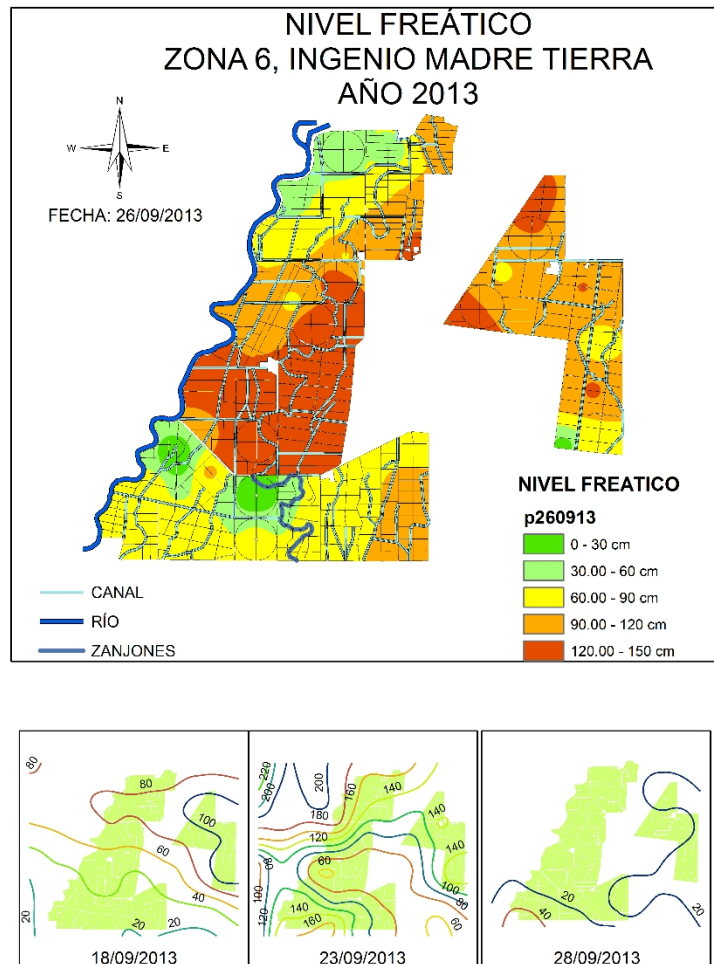 NIVEL FREÁTICO
ZONA 6, INGENIO MADRE TIERRA
AÑO 2013
N
W
E
S
FECHA: 26/09/2013
NIVEL FREATICO
p260913
0 - 30 cm
30.00 - 60 cm
60.00 - 90 cm
90.00 - 120 cm
120.00 - 150 cm
CANAL
RÍO
ZANJONES
80
80
100
60
40
20
20
20
18/09/2013
220
200
200
180
160
140
120
140
60
80
100
120
140
160
100
80
60
23/09/2013
20
40
20
28/09/2013